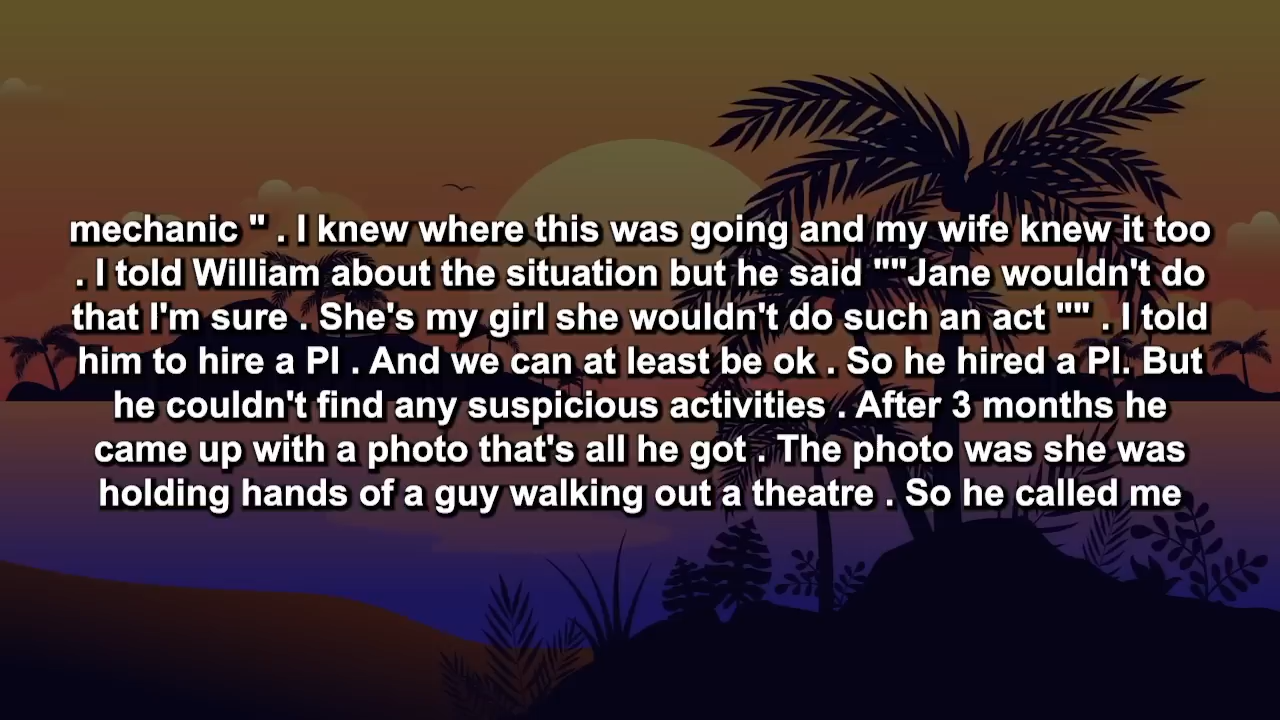 mechanic " . I knew where this was going and my wife knew it too
. I told William about the situation but he said ""Jane wouldn't do
that I'm sure . She's my girl she wouldn't do such an act "" . I told
him to hire a PI . And we can at least be ok . So he hired a PI. But
he couldn't find any suspicious activities . After 3 months he
came up with a photo that's all he got . The photo was she was
holding hands of a guy walking out a theatre . So he called me